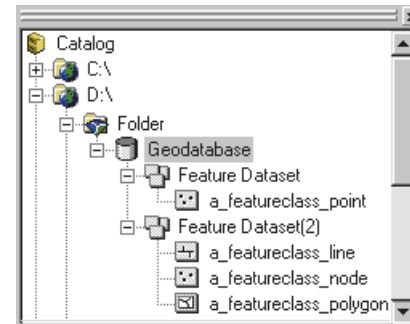 Catalog
C:\
D:\
Folder
Geodatabase
Feature Dataset
a_featureclass_point
Feature Dataset(2)
a_featureclass_line
a_featureclass_node
a_featureclass_polygon